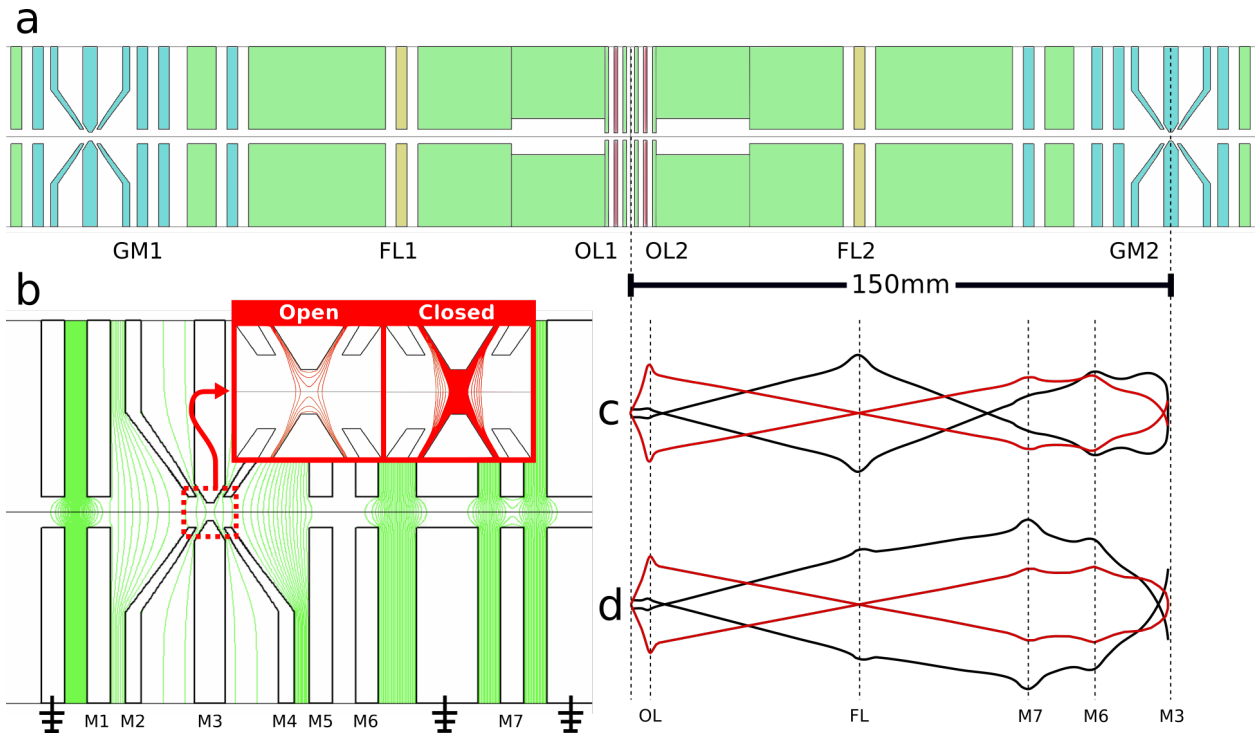 a
GM1 FL1 OL1 OL2 FL2 GM2
150mm
b
Open Closed
M1 M2 M3 M4 M5 M6 M7
c
d
OL FL M7 M6 M3